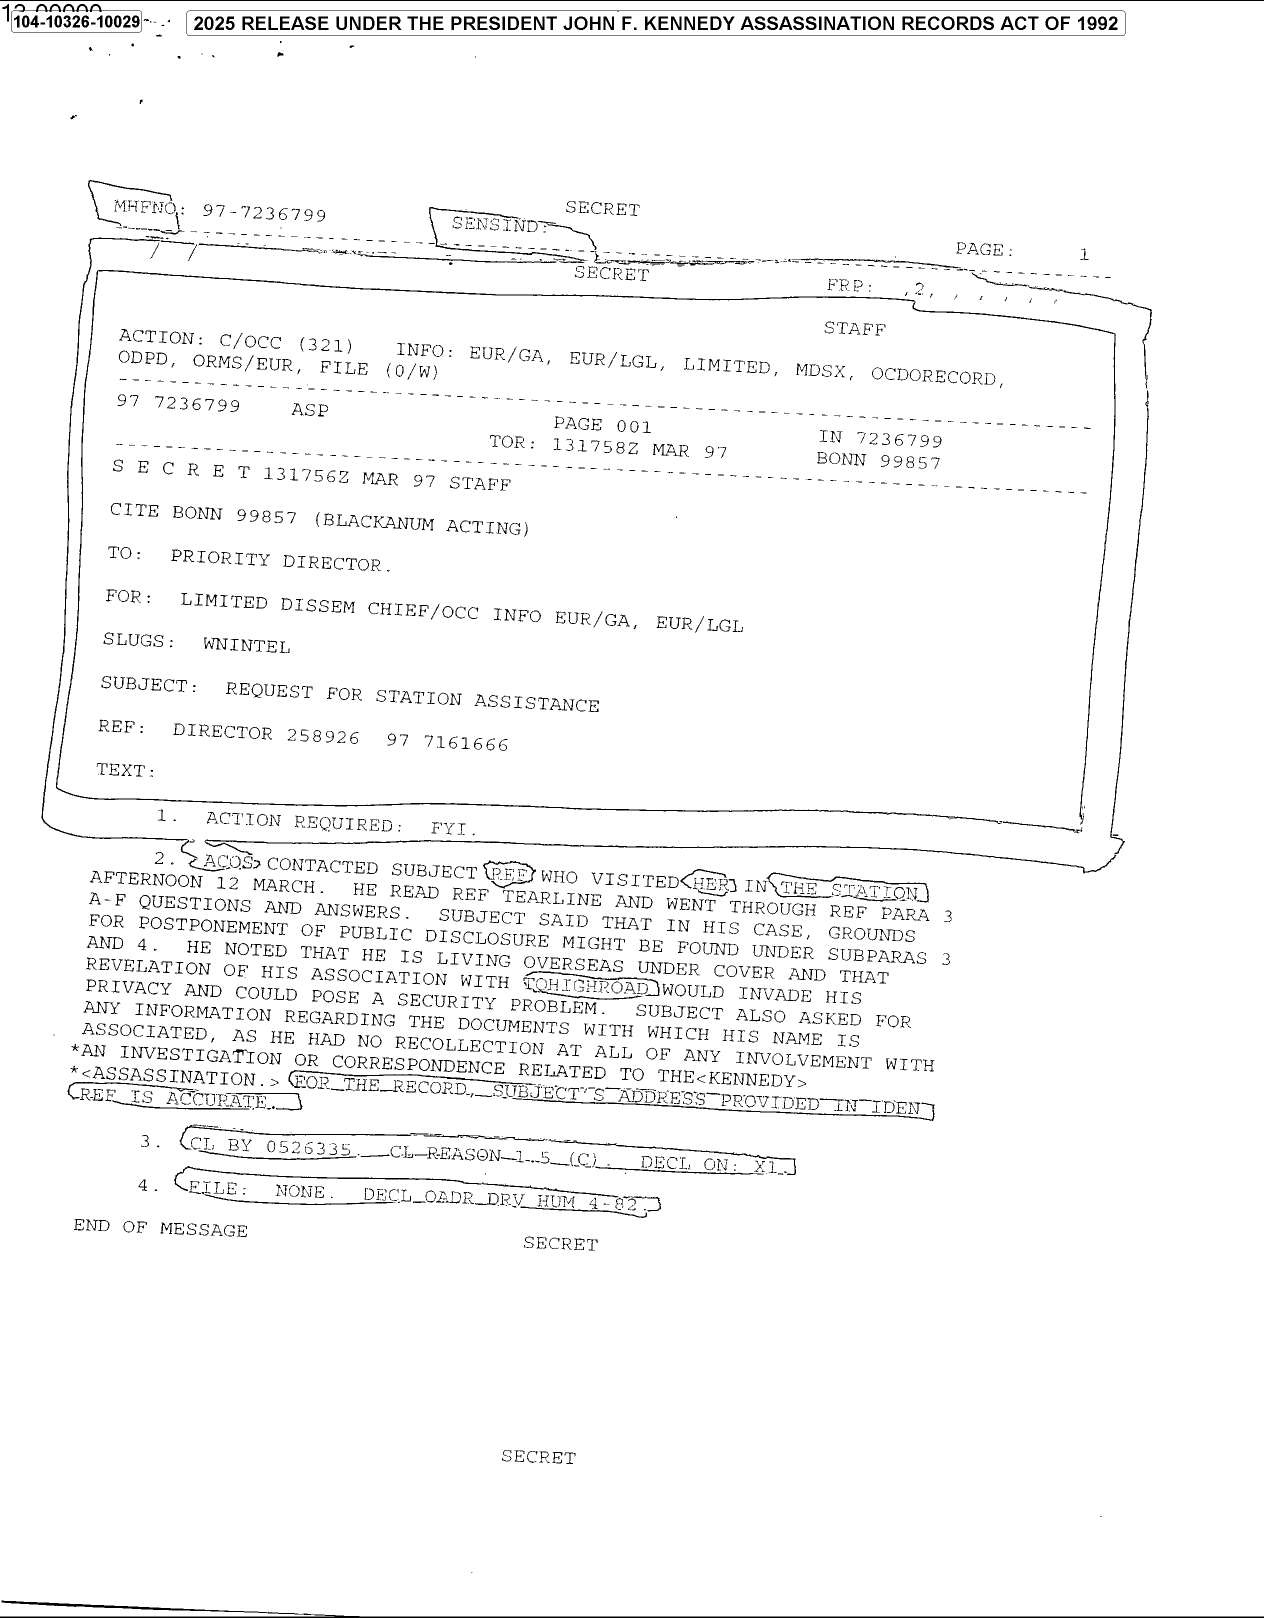 104-10326-10029
2025 RELEASE UNDER THE PRESIDENT JOHN F. KENNEDY ASSASSINATION RECORDS ACT OF 1992
MHFNO: 97-7236799 SENSIND: SECRET
PAGE: 1
SECRET
FRP: ,2, , , , , ,
STAFF
ACTION: C/OCC (321) INFO: EUR/GA, EUR/LGL, LIMITED, MDSX, OCDORECORD,
ODPD, ORMS/EUR, FILE (0/W)
97 7236799 ASP PAGE 001 IN 7236799
TOR: 131758Z MAR 97 BONN 99857
S E C R E T 131756Z MAR 97 STAFF
CITE BONN 99857 (BLACKANUM ACTING)
TO: PRIORITY DIRECTOR.
FOR: LIMITED DISSEM CHIEF/OCC INFO EUR/GA, EUR/LGL
SLUGS: WNINTEL
SUBJECT: REQUEST FOR STATION ASSISTANCE
REF: DIRECTOR 258926 97 7161666
TEXT:
1. ACTION REQUIRED: FYI.
2. <ACOS> CONTACTED SUBJECT REF WHO VISITED <HER> IN THE STATION
AFTERNOON 12 MARCH. HE READ REF TEARLINE AND WENT THROUGH REF PARA 3
A-F QUESTIONS AND ANSWERS. SUBJECT SAID THAT IN HIS CASE, GROUNDS
FOR POSTPONEMENT OF PUBLIC DISCLOSURE MIGHT BE FOUND UNDER SUBPARAS 3
AND 4. HE NOTED THAT HE IS LIVING OVERSEAS UNDER COVER AND THAT
REVELATION OF HIS ASSOCIATION WITH CQHIGHROAD WOULD INVADE HIS
PRIVACY AND COULD POSE A SECURITY PROBLEM. SUBJECT ALSO ASKED FOR
ANY INFORMATION REGARDING THE DOCUMENTS WITH WHICH HIS NAME IS
ASSOCIATED, AS HE HAD NO RECOLLECTION AT ALL OF ANY INVOLVEMENT WITH
*AN INVESTIGATION OR CORRESPONDENCE RELATED TO THE<KENNEDY>
*<ASSASSINATION.> FOR THE RECORD, SUBJECT'S ADDRESS PROVIDED IN IDEN
REF IS ACCURATE.
3. CL BY 0526335. CL REASON 1.5 (C). DECL ON: X1.
4. FILE: NONE. DECL OADR DRV HUM 4-82.
END OF MESSAGE SECRET
SECRET